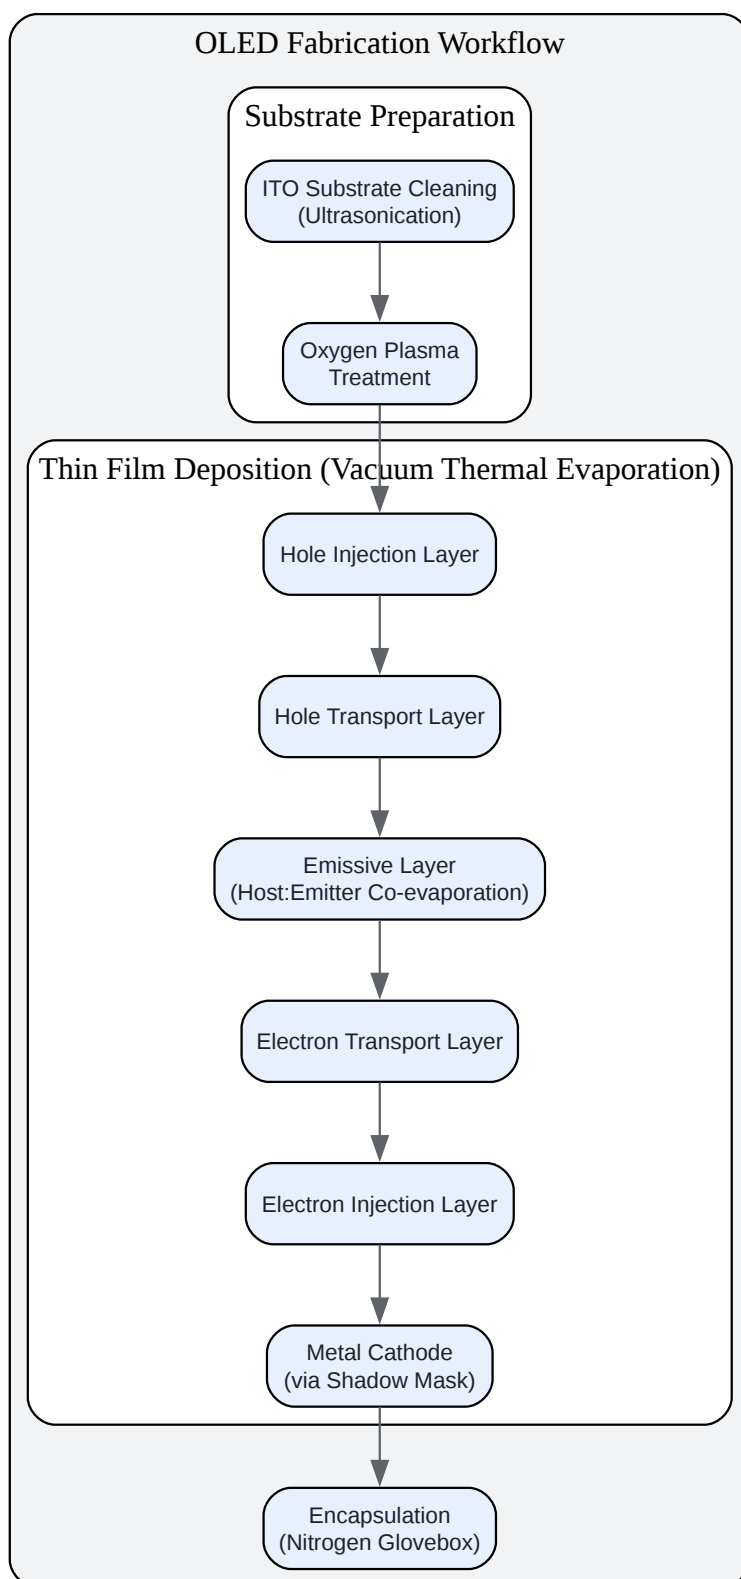 OLED Fabrication Workflow
Substrate Preparation
ITO Substrate Cleaning
(Ultrasonication)
Oxygen Plasma
Treatment
Thin Film Deposition (Vacuum Thermal Evaporation)
Hole Injection Layer
Hole Transport Layer
Emissive Layer
(Host:Emitter Co-evaporation)
Electron Transport Layer
Electron Injection Layer
Metal Cathode
(via Shadow Mask)
Encapsulation
(Nitrogen Glovebox)